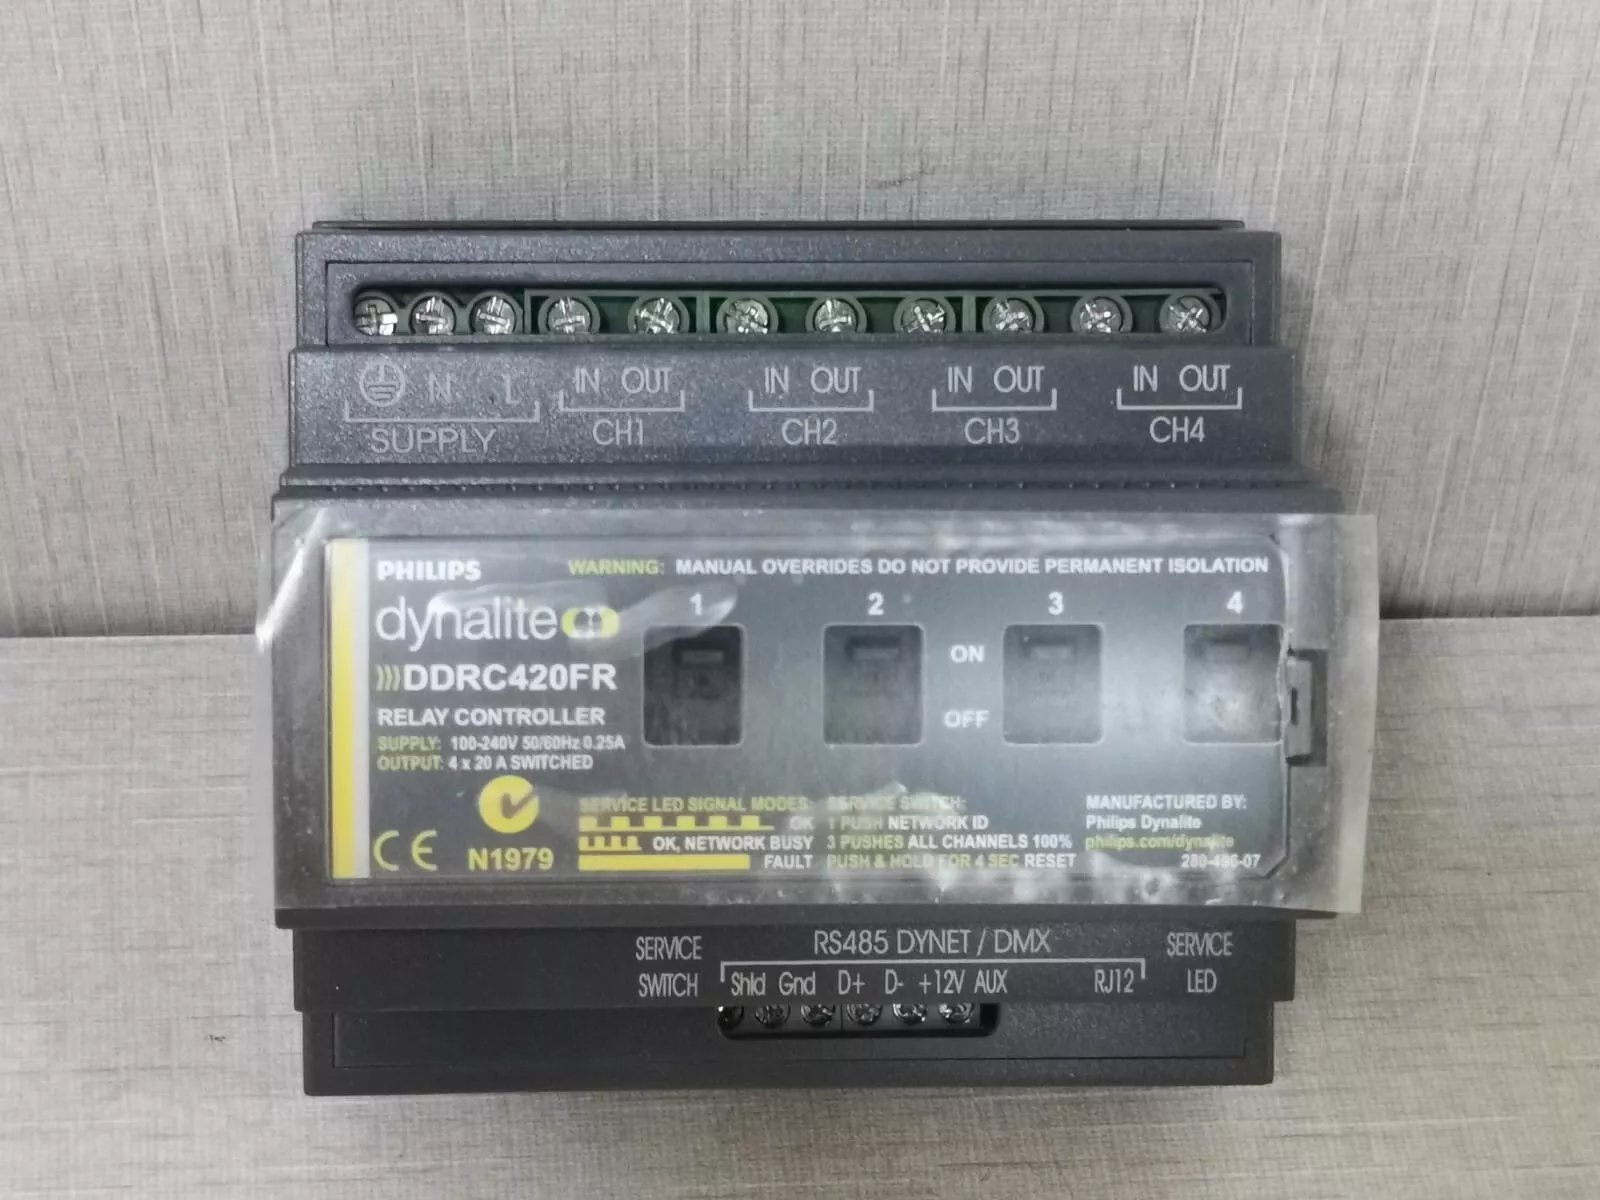 N L
SUPPLY
IN OUT
CH1
IN OUT
CH2
IN OUT
CH3
IN OUT
CH4
PHILIPS
dynalite
DDRC420FR
RELAY CONTROLLER
SUPPLY: 100-240V 50/60Hz 0.25A
OUTPUT: 4 x 20 A SWITCHED
WARNING: MANUAL OVERRIDES DO NOT PROVIDE PERMANENT ISOLATION
1 2 3 4
ON
OFF
CE N1979
SERVICE LED SIGNAL MODES:
OK
OK, NETWORK BUSY
FAULT
SERVICE SWITCH:
1 PUSH NETWORK ID
3 PUSHES ALL CHANNELS 100%
PUSH & HOLD FOR 4 SEC RESET
MANUFACTURED BY:
Philips Dynalite
philips.com/dynalite
280-486-07
SERVICE
SWITCH
RS485 DYNET / DMX
Shld Gnd D+ D- +12V AUX RJ12
SERVICE
LED